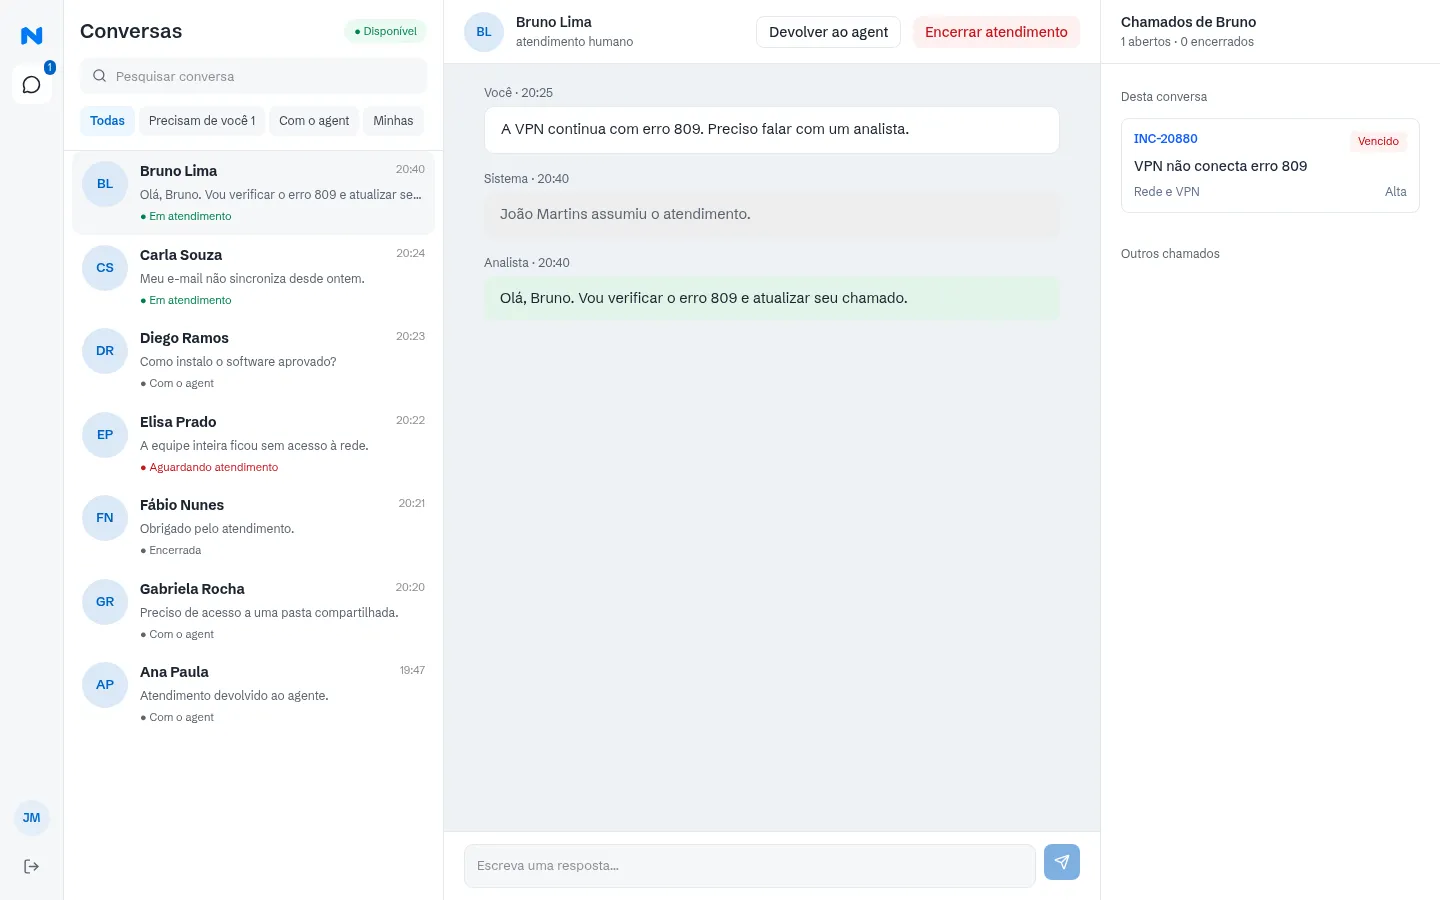 N
1
Conversas
● Disponível
Pesquisar conversa
Todas
Precisam de você 1
Com o agent
Minhas
BL
Bruno Lima
20:40
Olá, Bruno. Vou verificar o erro 809 e atualizar se...
● Em atendimento
CS
Carla Souza
20:24
Meu e-mail não sincroniza desde ontem.
● Em atendimento
DR
Diego Ramos
20:23
Como instalo o software aprovado?
● Com o agent
EP
Elisa Prado
20:22
A equipe inteira ficou sem acesso à rede.
● Aguardando atendimento
FN
Fábio Nunes
20:21
Obrigado pelo atendimento.
● Encerrada
GR
Gabriela Rocha
20:20
Preciso de acesso a uma pasta compartilhada.
● Com o agent
AP
Ana Paula
19:47
Atendimento devolvido ao agente.
● Com o agent
JM
BL
Bruno Lima
atendimento humano
Devolver ao agent
Encerrar atendimento
Você · 20:25
A VPN continua com erro 809. Preciso falar com um analista.
Sistema · 20:40
João Martins assumiu o atendimento.
Analista · 20:40
Olá, Bruno. Vou verificar o erro 809 e atualizar seu chamado.
Escreva uma resposta...
Chamados de Bruno
1 abertos · 0 encerrados
Desta conversa
INC-20880
Vencido
VPN não conecta erro 809
Rede e VPN
Alta
Outros chamados